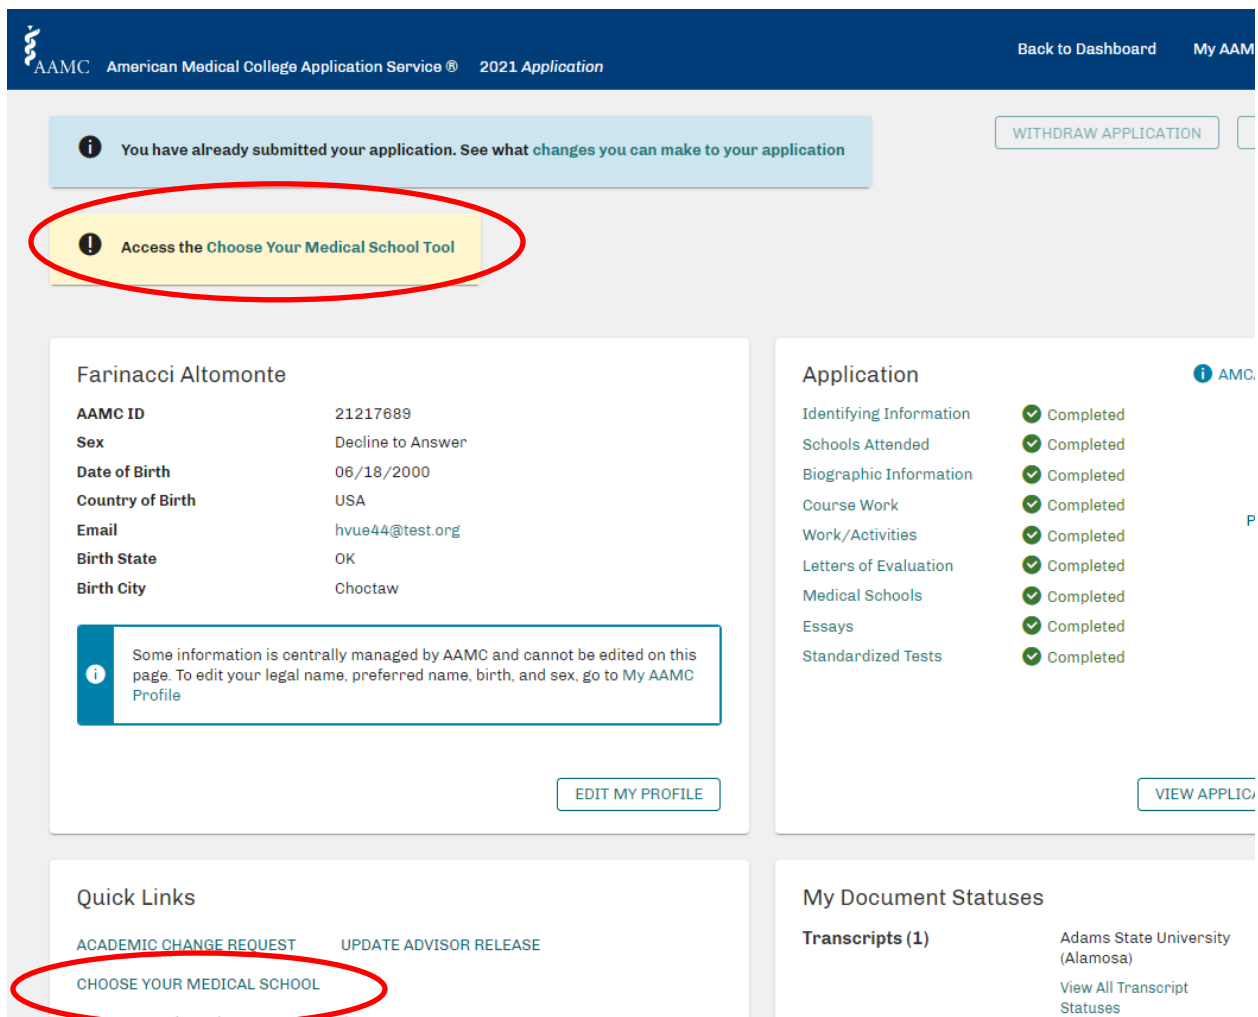 AAMC American Medical College Application Service ® 2021 Application
Back to Dashboard My AAM
You have already submitted your application. See what changes you can make to your application
WITHDRAW APPLICATION
Access the Choose Your Medical School Tool
Farinacci Altomonte
AAMC ID 21217689
Sex Decline to Answer
Date of Birth 06/18/2000
Country of Birth USA
Email hvue44@test.org
Birth State OK
Birth City Choctaw
Some information is centrally managed by AAMC and cannot be edited on this
page. To edit your legal name, preferred name, birth, and sex, go to My AAMC
Profile
EDIT MY PROFILE
Application
AMCA
Identifying Information Completed
Schools Attended Completed
Biographic Information Completed
Course Work Completed
P
Work/Activities Completed
Letters of Evaluation Completed
Medical Schools Completed
Essays Completed
Standardized Tests Completed
VIEW APPLICA
Quick Links
ACADEMIC CHANGE REQUEST UPDATE ADVISOR RELEASE
CHOOSE YOUR MEDICAL SCHOOL
My Document Statuses
Transcripts (1) Adams State University
(Alamosa)
View All Transcript
Statuses